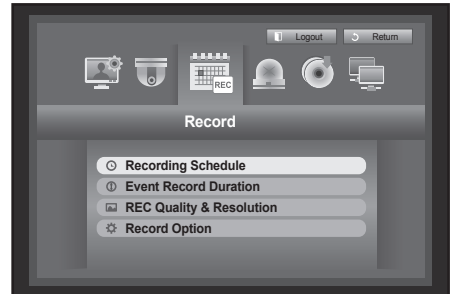 Logout Return
REC
Record
Recording Schedule
Event Record Duration
REC Quality & Resolution
Record Option